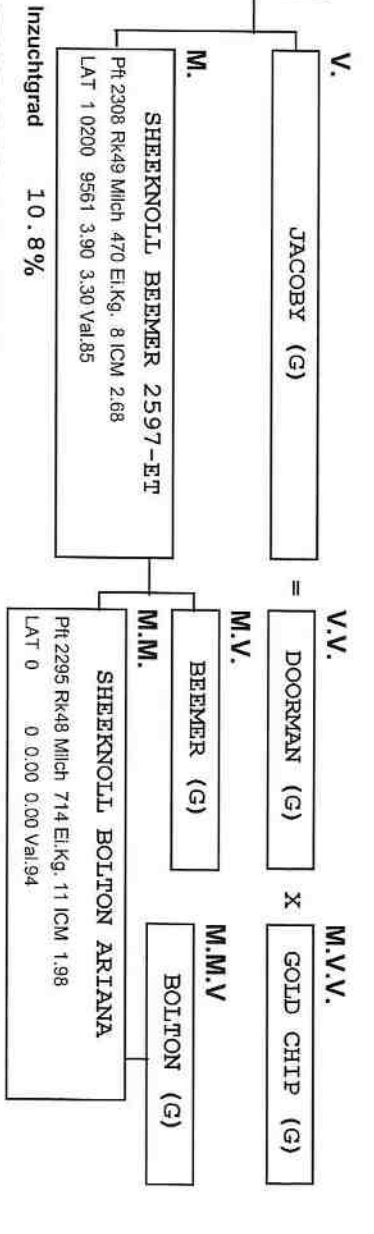 V.
JACOBY (G)
=
V.V.
DOORMAN (G)
X
M.V.V.
GOLD CHIP (G)
M.
SHEEKNOLL BEEMER 2597-ET
Pft 2308 Rk49 Milch 470 Ei.Kg. 8 ICM 2.68
LAT 1 0200 9561 3.90 3.30 Val.85
M.V.
BEEMER (G)
M.M.V
BOLTON (G)
M.M.
SHEEKNOLL BOLTON ARIANA
Pft 2295 Rk48 Milch 714 Ei.Kg. 11 ICM 1.98
LAT 0 0 0.00 0.00 Val.94
Inzuchtgrad 10.8%